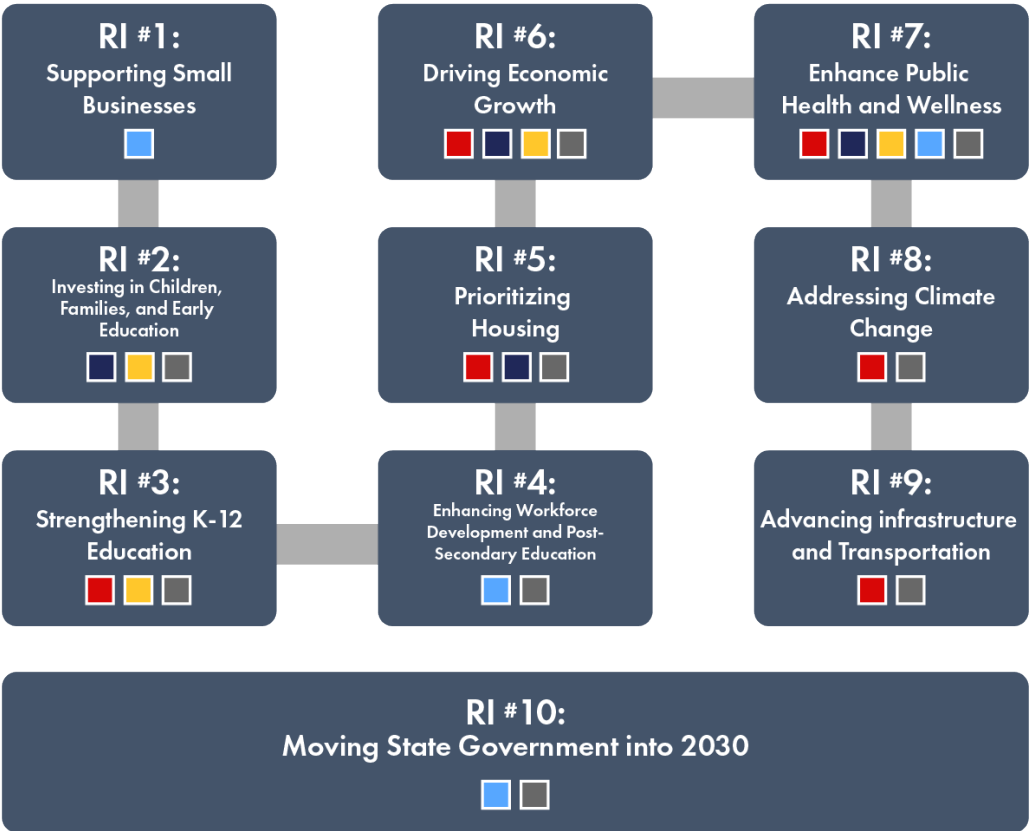 RI #1:
Supporting Small
Businesses
RI #2:
Investing in Children,
Families, and Early
Education
RI #3:
Strengthening K-12
Education
RI #4:
Enhancing Workforce
Development and Post-
Secondary Education
RI #5:
Prioritizing
Housing
RI #6:
Driving Economic
Growth
RI #7:
Enhance Public
Health and Wellness
RI #8:
Addressing Climate
Change
RI #9:
Advancing infrastructure
and Transportation
RI #10:
Moving State Government into 2030